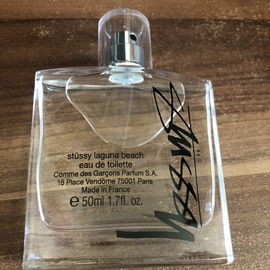 stüssy laguna beach
eau de toilette
Comme des Garçons Parfum S.A.
16 Place Vendôme 75001 Paris
Made in France
℮ 50ml 1.7fl. oz.
Stüssy